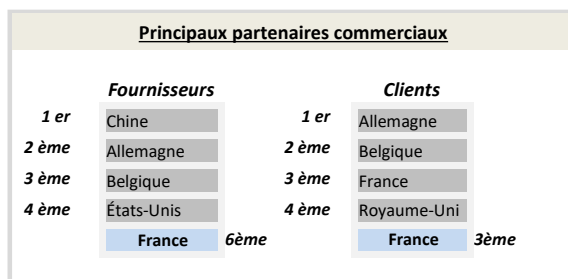 Principaux partenaires commerciaux
Fournisseurs Clients
1 er Chine 1 er Allemagne
2 ème Allemagne 2 ème Belgique
3 ème Belgique 3 ème France
4 ème États-Unis 4 ème Royaume-Uni
France 6ème France 3ème